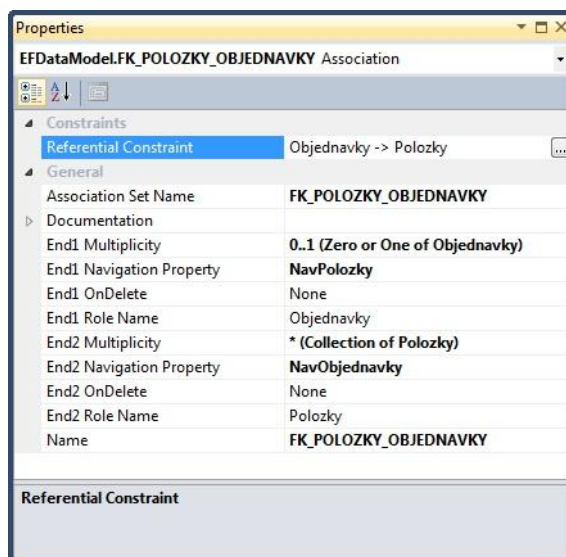 Properties
EFDataModel.FK_POLOZKY_OBJEDNAVKY Association
Constraints
Referential Constraint Objednavky -> Polozky ...
General
Association Set Name FK_POLOZKY_OBJEDNAVKY
Documentation
End1 Multiplicity 0..1 (Zero or One of Objednavky)
End1 Navigation Property NavPolozky
End1 OnDelete None
End1 Role Name Objednavky
End2 Multiplicity * (Collection of Polozky)
End2 Navigation Property NavObjednavky
End2 OnDelete None
End2 Role Name Polozky
Name FK_POLOZKY_OBJEDNAVKY
Referential Constraint